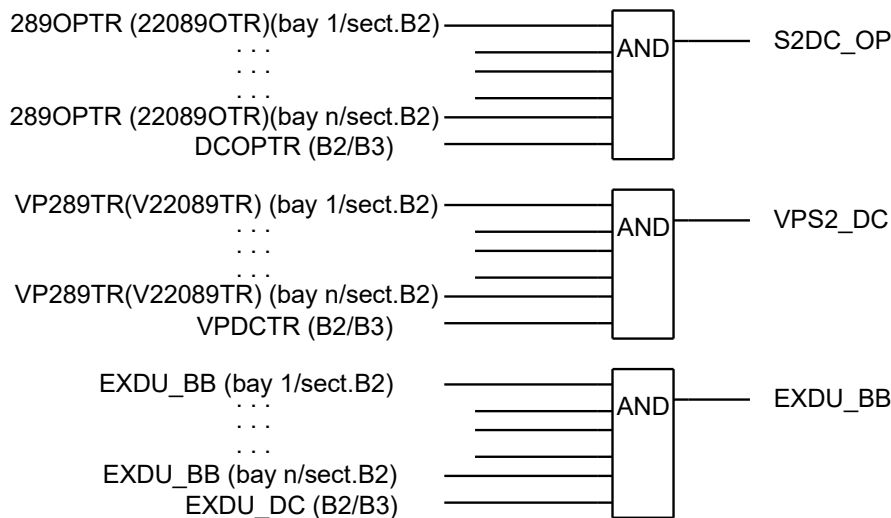 289OPTR (22089OTR)(bay 1/sect.B2)
. . .
. . .
. . .
289OPTR (22089OTR)(bay n/sect.B2)
DCOPTR (B2/B3)
AND
S2DC_OP
VP289TR(V22089TR) (bay 1/sect.B2)
. . .
. . .
. . .
VP289TR(V22089TR) (bay n/sect.B2)
VPDCTR (B2/B3)
AND
VPS2_DC
EXDU_BB (bay 1/sect.B2)
. . .
. . .
. . .
EXDU_BB (bay n/sect.B2)
EXDU_DC (B2/B3)
AND
EXDU_BB